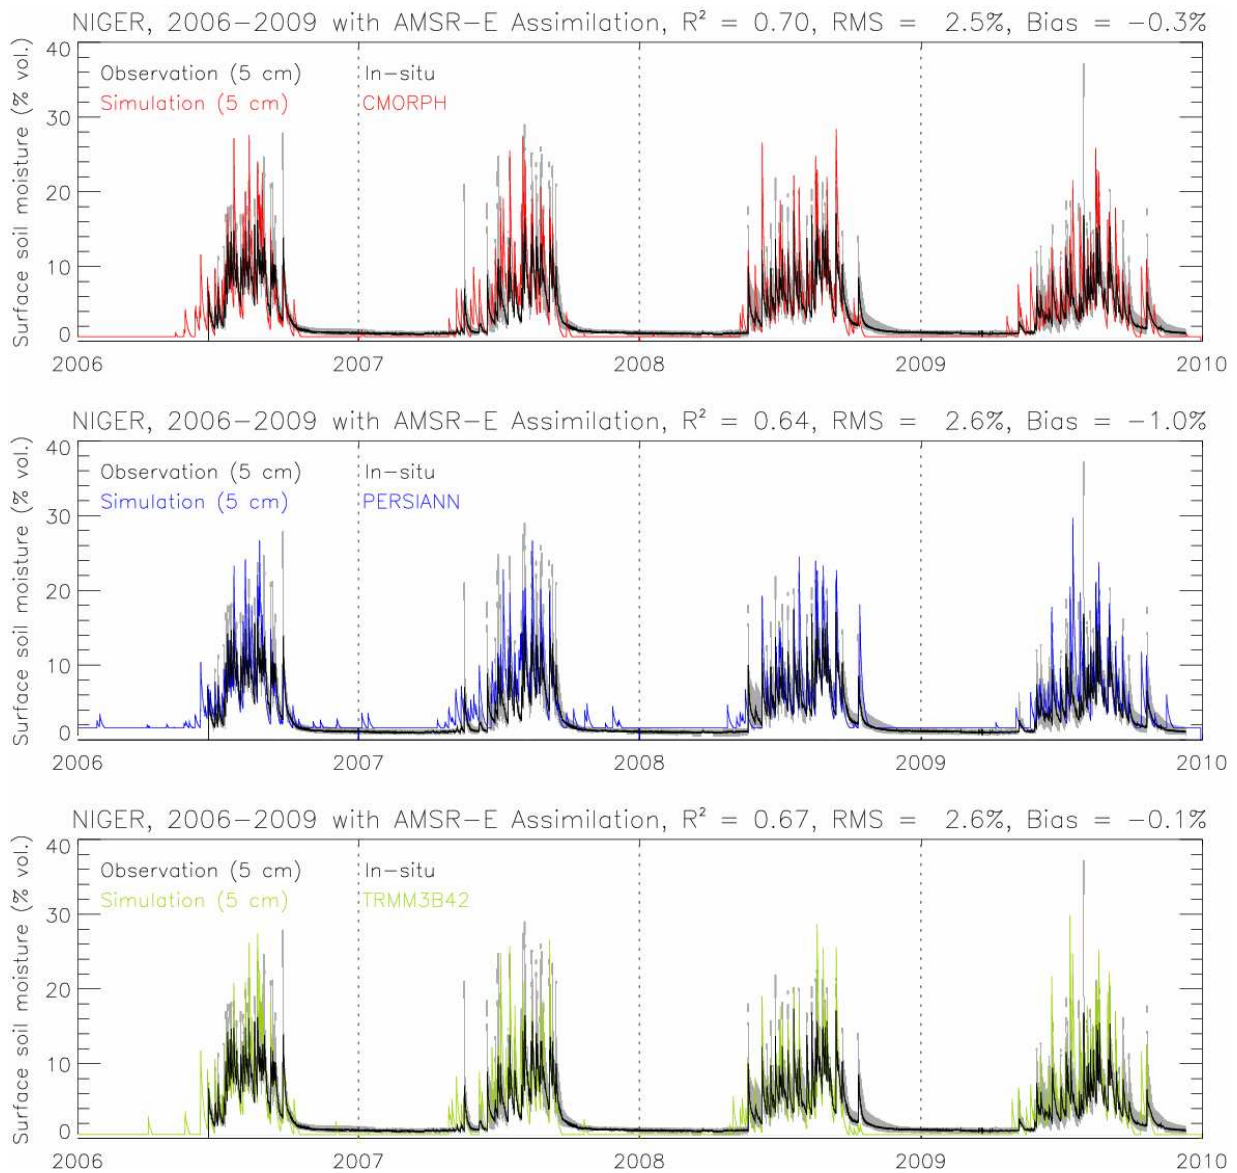 NIGER, 2006-2009 with AMSR-E Assimilation, R² = 0.70, RMS = 2.5%, Bias = -0.3%
Surface soil moisture (% vol.)
40
30
20
10
0
Observation (5 cm) In-situ
Simulation (5 cm) CMORPH
2006 2007 2008 2009 2010
NIGER, 2006-2009 with AMSR-E Assimilation, R² = 0.64, RMS = 2.6%, Bias = -1.0%
Surface soil moisture (% vol.)
40
30
20
10
0
Observation (5 cm) In-situ
Simulation (5 cm) PERSIANN
2006 2007 2008 2009 2010
NIGER, 2006-2009 with AMSR-E Assimilation, R² = 0.67, RMS = 2.6%, Bias = -0.1%
Surface soil moisture (% vol.)
40
30
20
10
0
Observation (5 cm) In-situ
Simulation (5 cm) TRMM3B42
2006 2007 2008 2009 2010